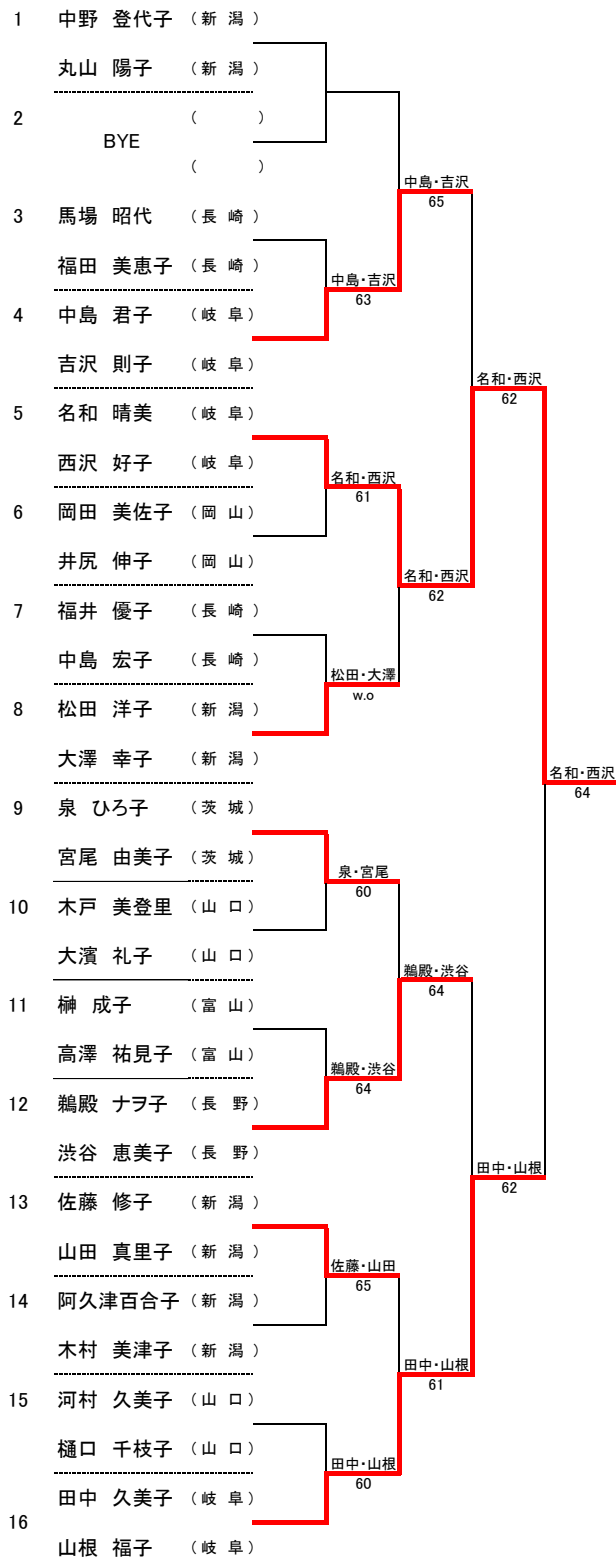 1 中野 登代子 (新 潟)
丸山 陽子 (新 潟)
2 ( )
BYE
( )
中島・吉沢
65
3 馬場 昭代 (長 崎)
福田 美恵子 (長 崎)
中島・吉沢
63
4 中島 君子 (岐 阜)
吉沢 則子 (岐 阜)
名和・西沢
62
5 名和 晴美 (岐 阜)
西沢 好子 (岐 阜)
名和・西沢
61
6 岡田 美佐子 (岡 山)
井尻 伸子 (岡 山)
名和・西沢
62
7 福井 優子 (長 崎)
中島 宏子 (長 崎)
松田・大澤
w.o
8 松田 洋子 (新 潟)
大澤 幸子 (新 潟)
名和・西沢
64
9 泉 ひろ子 (茨 城)
宮尾 由美子 (茨 城)
泉・宮尾
60
10 木戸 美登里 (山 口)
大濱 礼子 (山 口)
鵜殿・渋谷
64
11 榊 成子 (富 山)
高澤 祐見子 (富 山)
鵜殿・渋谷
64
12 鵜殿 ナヲ子 (長 野)
渋谷 恵美子 (長 野)
田中・山根
62
13 佐藤 修子 (新 潟)
山田 真里子 (新 潟)
佐藤・山田
65
14 阿久津百合子 (新 潟)
木村 美津子 (新 潟)
田中・山根
61
15 河村 久美子 (山 口)
樋口 千枝子 (山 口)
田中・山根
60
田中 久美子 (岐 阜)
16
山根 福子 (岐 阜)